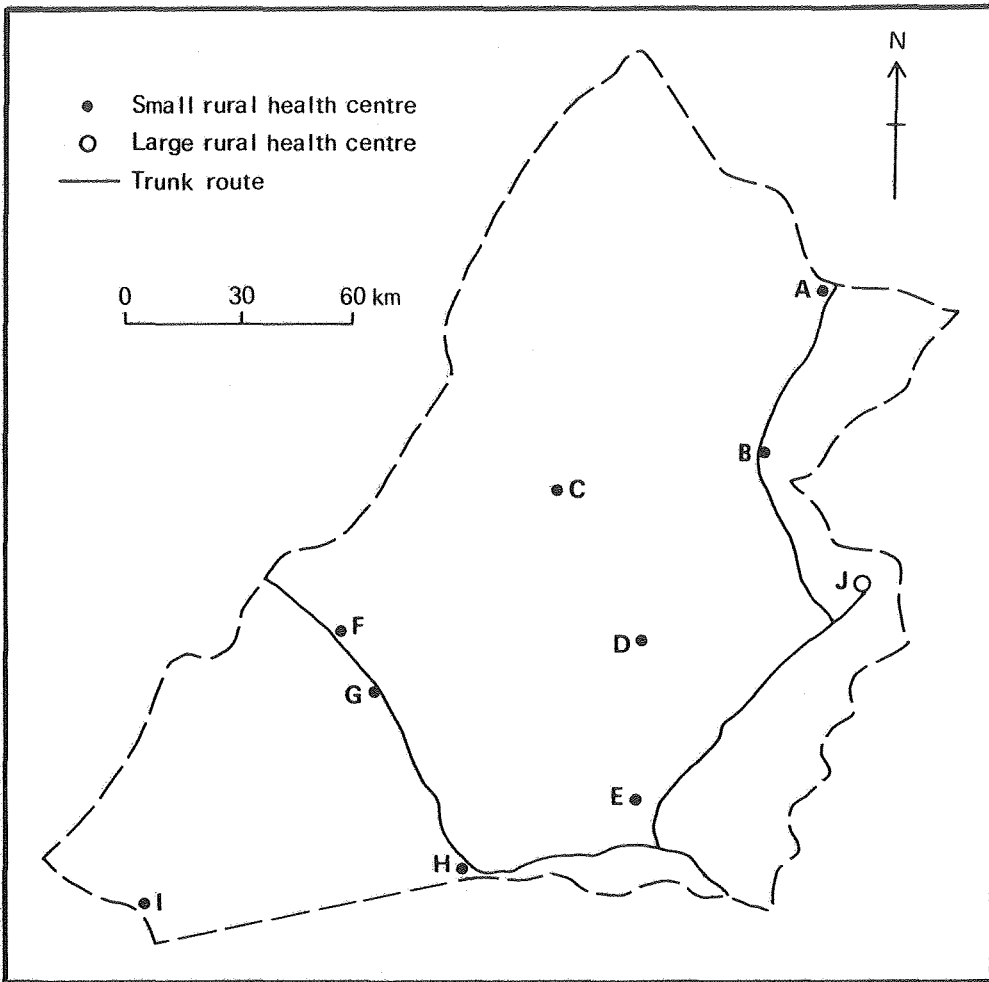 N
Small rural health centre
Large rural health centre
Trunk route
0 30 60 km
A
B
C
J
F
D
G
E
H
I